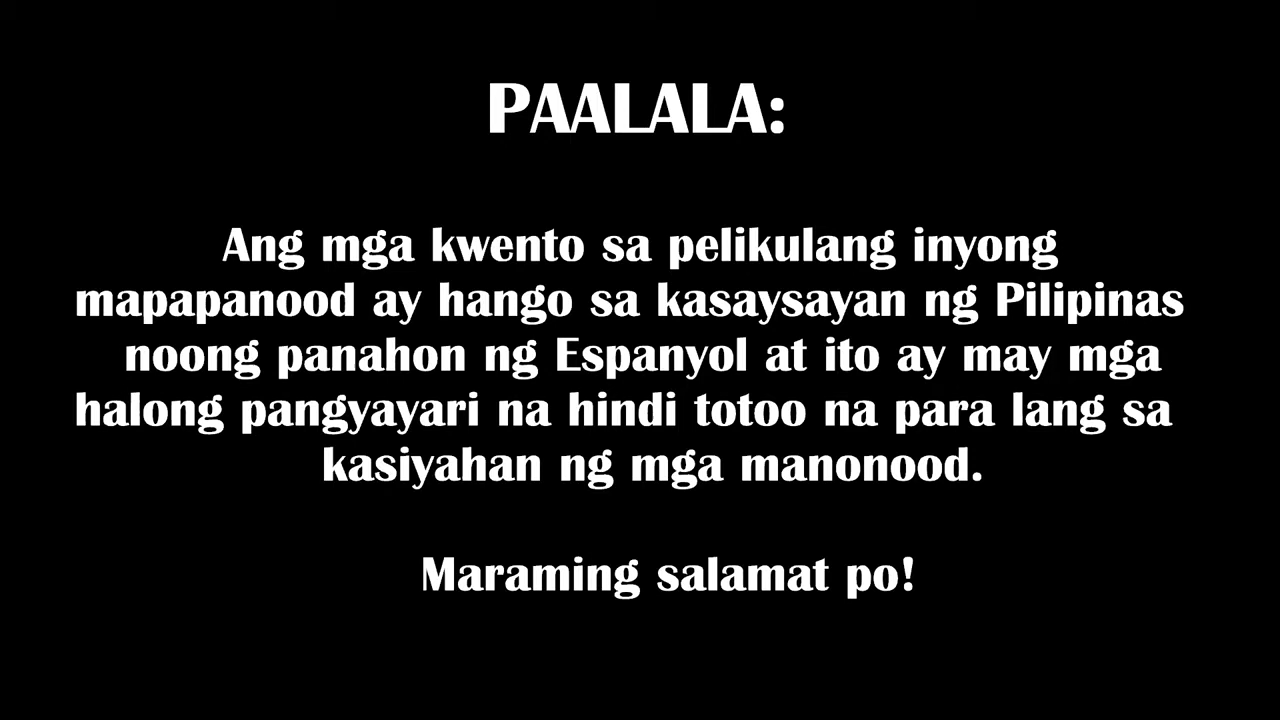 PAALALA:
Ang mga kwento sa pelikulang inyong
mapapanood ay hango sa kasaysayan ng Pilipinas
noong panahon ng Espanyol at ito ay may mga
halong pangyayari na hindi totoo na para lang sa
kasiyahan ng mga manonood.
Maraming salamat po!